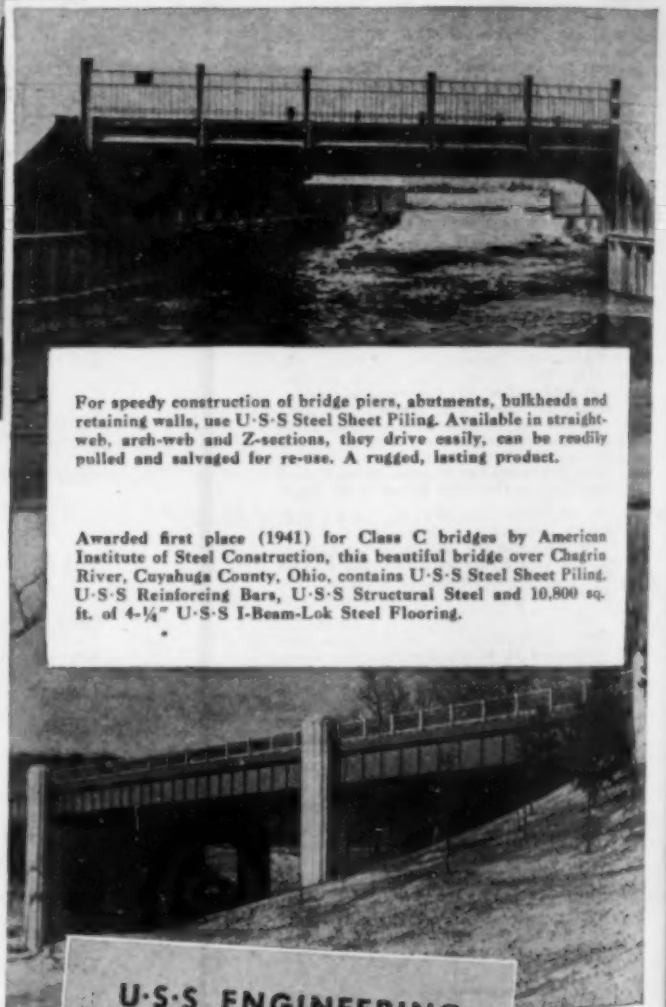 For speedy construction of bridge piers, abutments, bulkheads and
retaining walls, use U·S·S Steel Sheet Piling. Available in straight-
web, arch-web and Z-sections, they drive easily, can be readily
pulled and salvaged for re-use. A rugged, lasting product.
Awarded first place (1941) for Class C bridges by American
Institute of Steel Construction, this beautiful bridge over Chagrin
River, Cuyahuga County, Ohio, contains U·S·S Steel Sheet Piling,
U·S·S Reinforcing Bars, U·S·S Structural Steel and 10,800 sq.
ft. of 4-¼" U·S·S I-Beam-Lok Steel Flooring.
U·S·S ENGINEERING